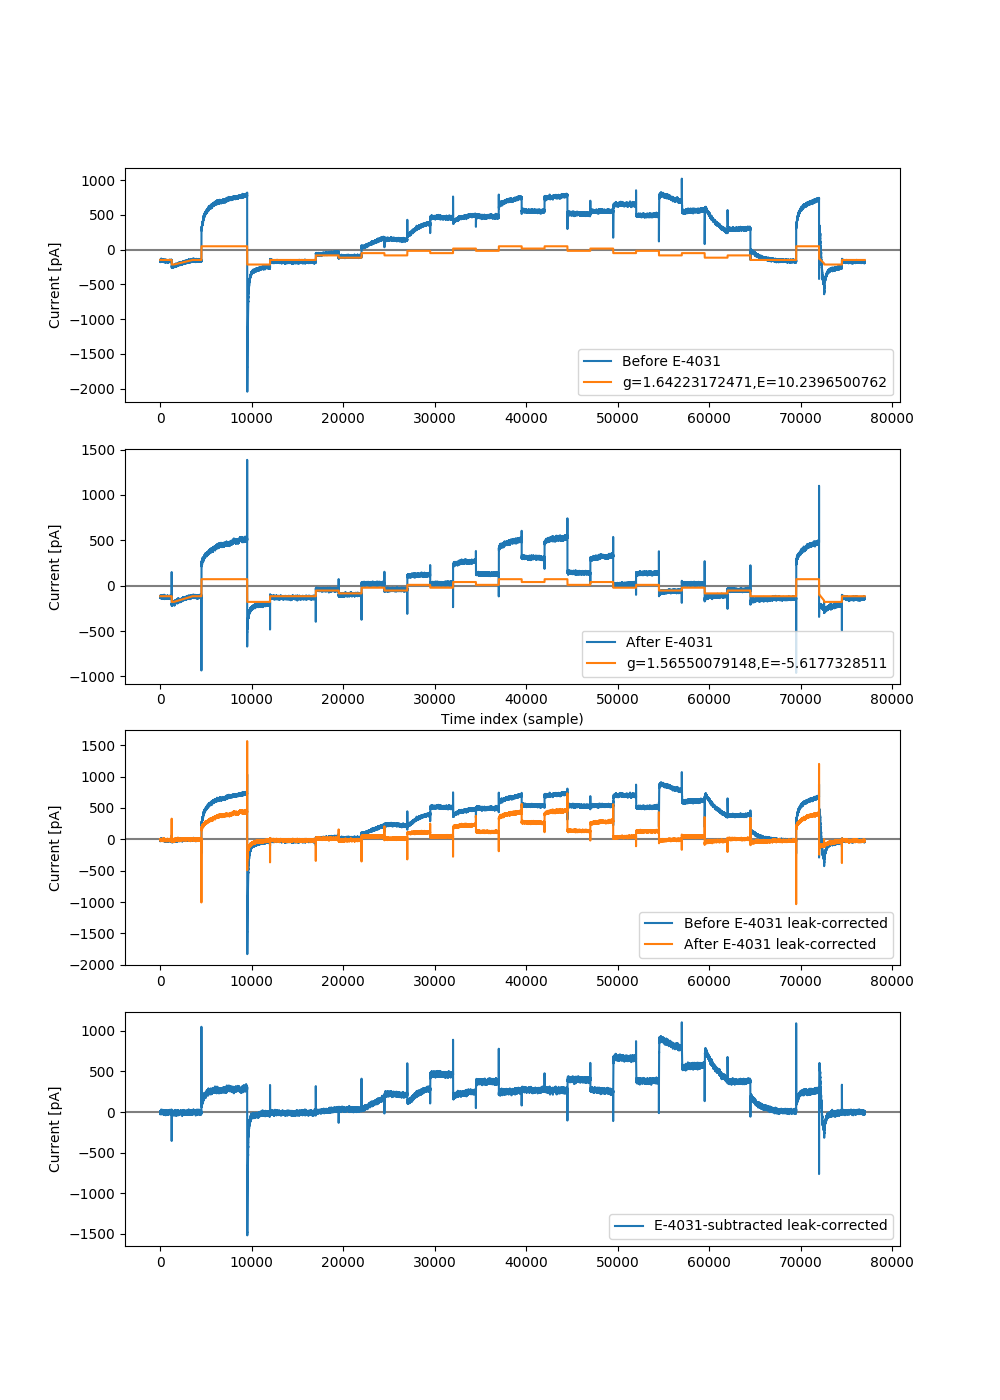 1000
500
0
−500
−1000
−1500
−2000
Current [pA]
Before E-4031
g=1.64223172471,E=10.2396500762
0 10000 20000 30000 40000 50000 60000 70000 80000
1500
1000
500
0
−500
−1000
Current [pA]
After E-4031
g=1.56550079148,E=-5.6177328511
0 10000 20000 30000 40000 50000 60000 70000 80000
Time index (sample)
1500
1000
500
0
−500
−1000
−1500
−2000
Current [pA]
Before E-4031 leak-corrected
After E-4031 leak-corrected
0 10000 20000 30000 40000 50000 60000 70000 80000
1000
500
0
−500
−1000
−1500
Current [pA]
E-4031-subtracted leak-corrected
0 10000 20000 30000 40000 50000 60000 70000 80000